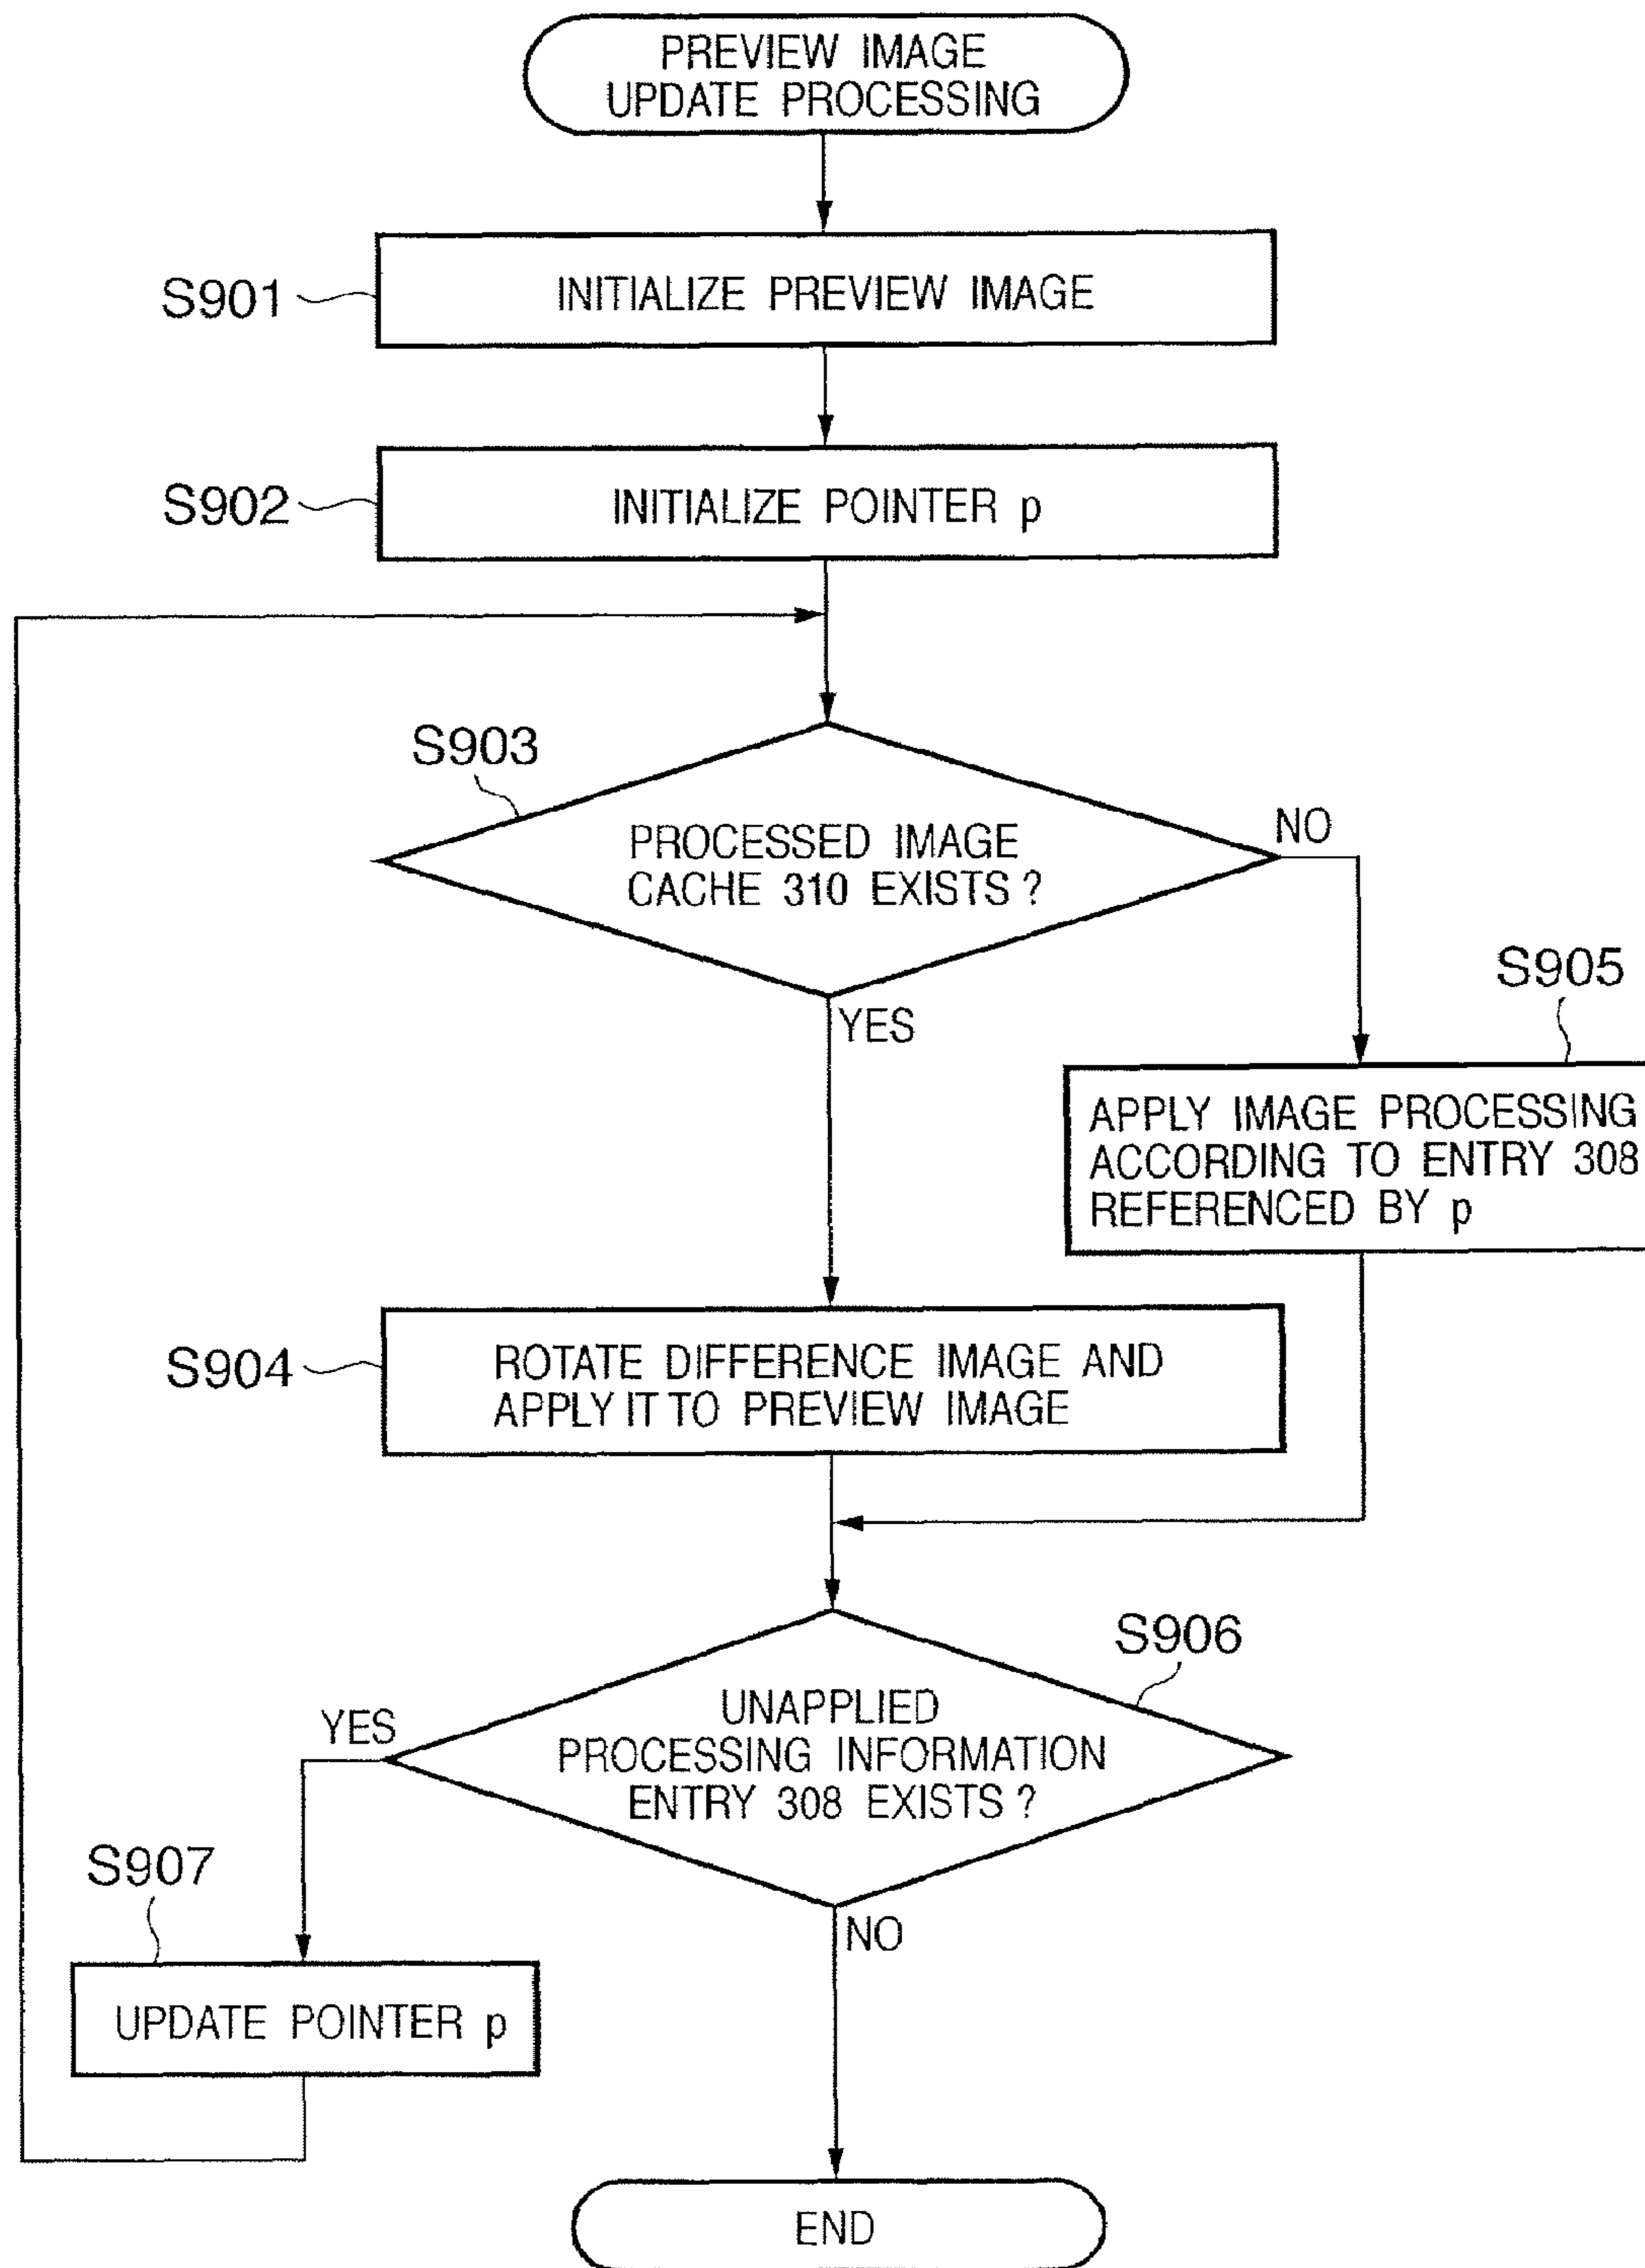 PREVIEW IMAGE
UPDATE PROCESSING
S901
INITIALIZE PREVIEW IMAGE
S902
INITIALIZE POINTER p
S903
PROCESSED IMAGE
CACHE 310 EXISTS ?
NO
YES
S905
APPLY IMAGE PROCESSING
ACCORDING TO ENTRY 308
REFERENCED BY p
S904
ROTATE DIFFERENCE IMAGE AND
APPLY IT TO PREVIEW IMAGE
S906
UNAPPLIED
PROCESSING INFORMATION
ENTRY 308 EXISTS ?
YES
NO
S907
UPDATE POINTER p
END